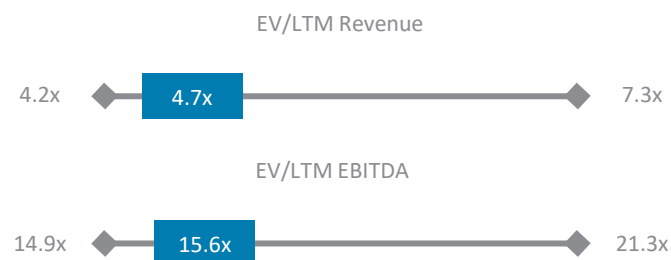 EV/LTM Revenue
4.2x 4.7x 7.3x
EV/LTM EBITDA
14.9x 15.6x 21.3x